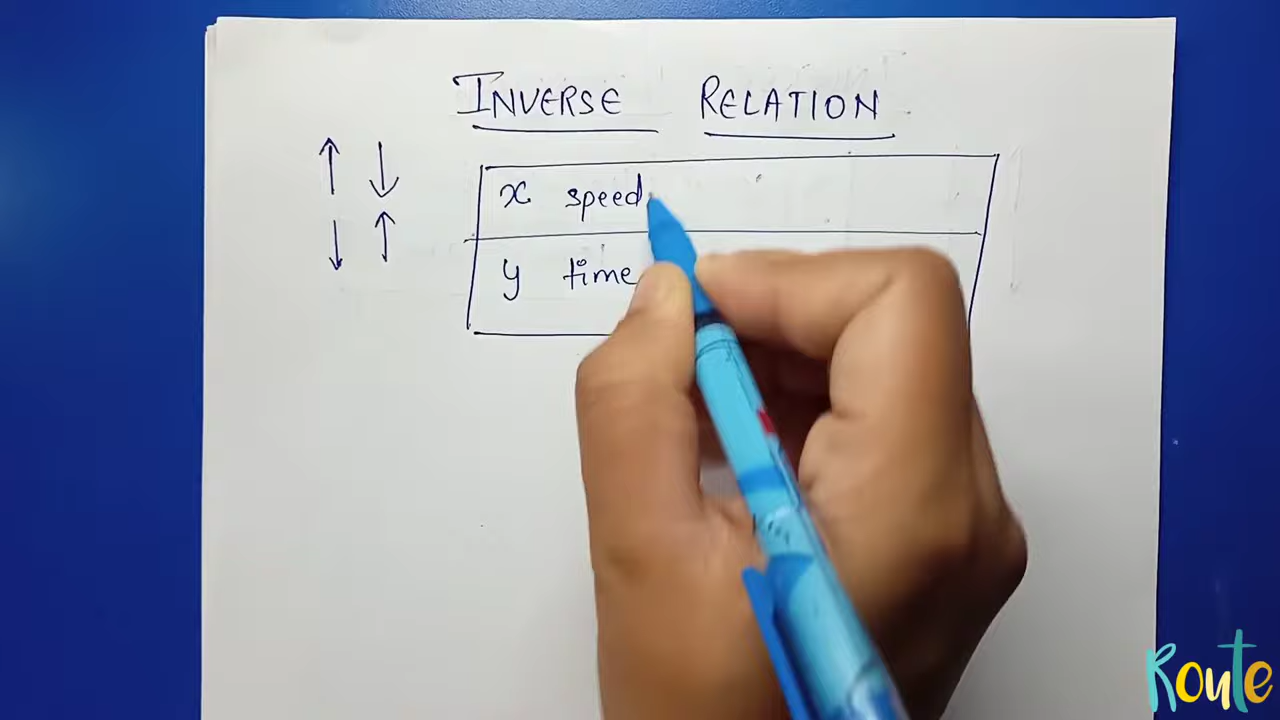 INVERSE RELATION
↑ ↓
x speed
↓ ↑
y time
Route